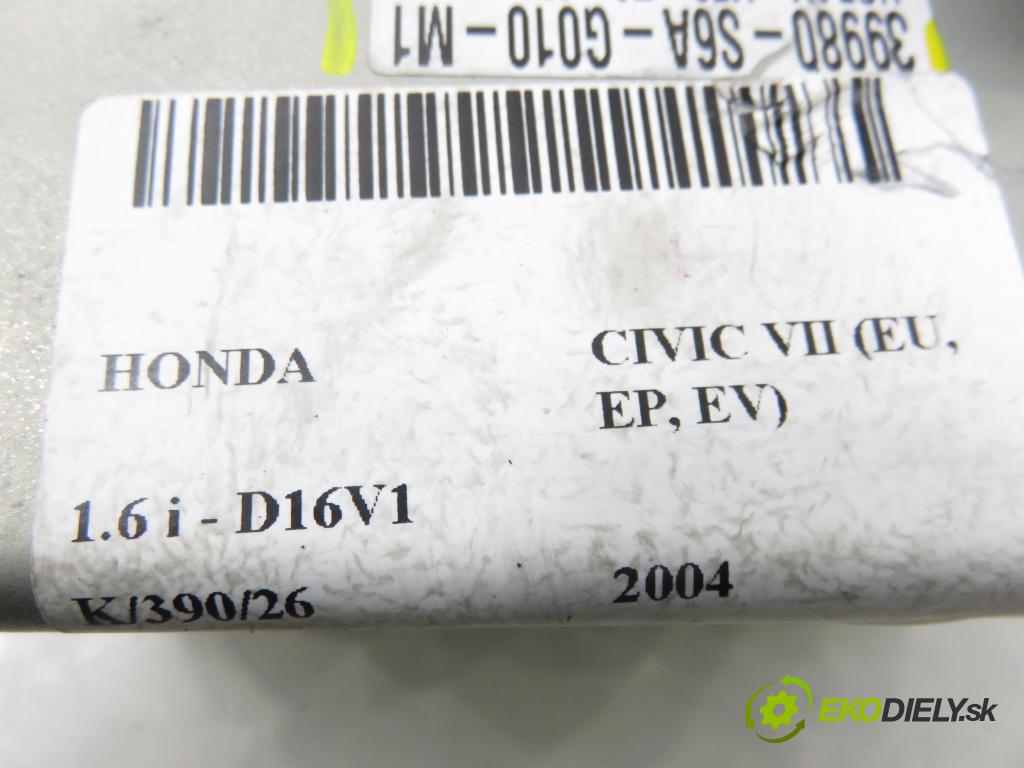 39980-S6A-G010-M1
HONDA
CIVIC VII (EU,
EP, EV)
1.6 i - D16V1
2004
K/390/26
EKODIELY.sk